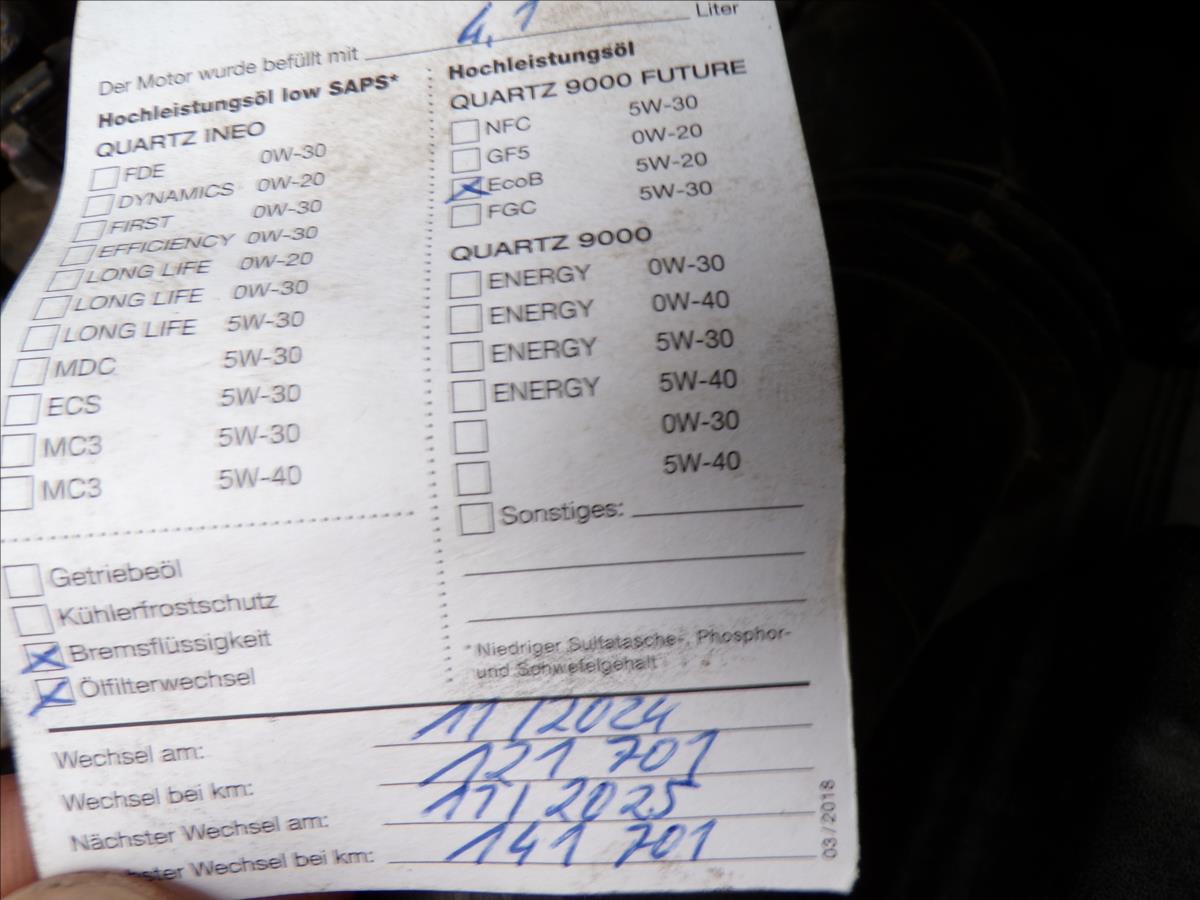 Der Motor wurde befüllt mit 4,1 Liter
Hochleistungsöl low SAPS*
QUARTZ INEO
FDE 0W-30
DYNAMICS 0W-20
FIRST 0W-30
EFFICIENCY 0W-30
LONG LIFE 0W-20
LONG LIFE 0W-30
LONG LIFE 5W-30
MDC 5W-30
ECS 5W-30
MC3 5W-30
MC3 5W-40
Hochleistungsöl
QUARTZ 9000 FUTURE
NFC 5W-30
GF5 0W-20
EcoB 5W-20
FGC 5W-30
QUARTZ 9000
ENERGY 0W-30
ENERGY 0W-40
ENERGY 5W-30
ENERGY 5W-40
0W-30
5W-40
Sonstiges:
Getriebeöl
Kühlerfrostschutz
Bremsflüssigkeit
Ölfilterwechsel
*Niedriger Sulfatasche-, Phosphor-
und Schwefelgehalt
Wechsel am: 11/2024
Wechsel bei km: 121 701
Nächster Wechsel am: 11/2025
Wechsel bei km: 141 701
03/2018